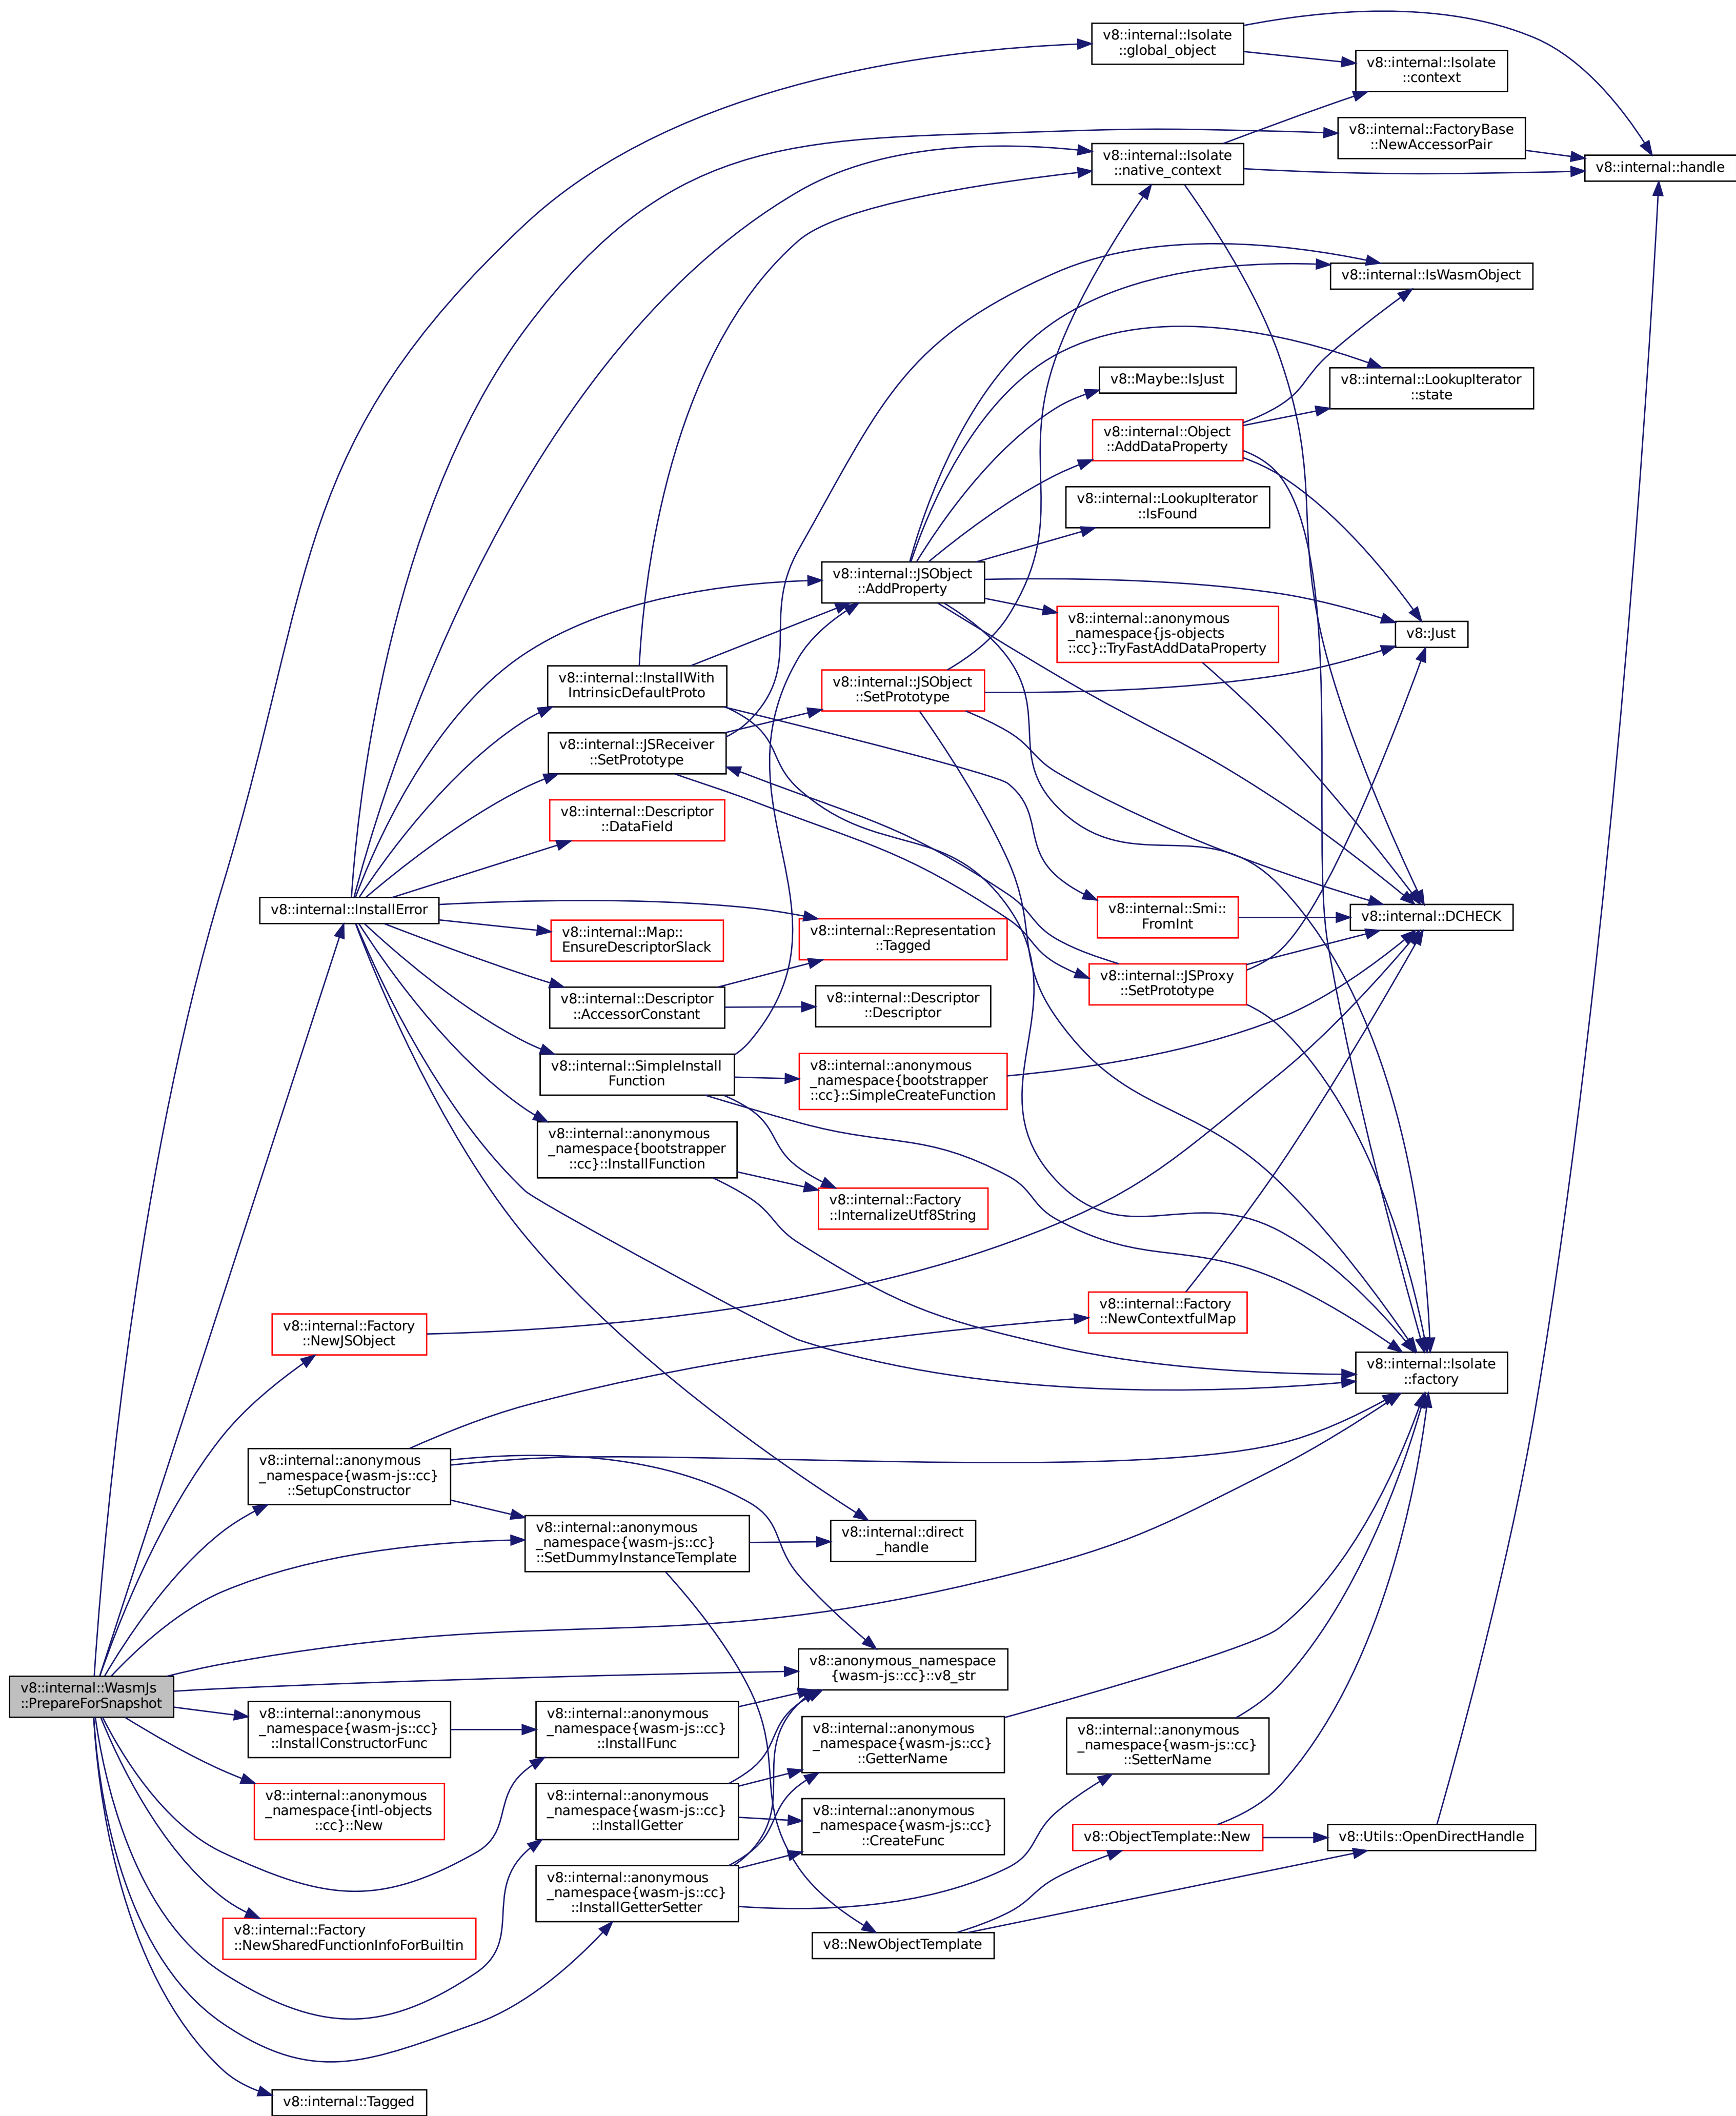 v8::internal::Isolate
::global_object
v8::internal::Isolate
::context
v8::internal::FactoryBase
::NewAccessorPair
v8::internal::Isolate
::native_context
v8::internal::handle
v8::internal::IsWasmObject
v8::Maybe::IsJust
v8::internal::LookupIterator
::state
v8::internal::Object
::AddDataProperty
v8::internal::LookupIterator
::IsFound
v8::internal::JSObject
::AddProperty
v8::internal::anonymous
_namespace{js-objects
::cc}::TryFastAddDataProperty
v8::Just
v8::internal::InstallWith
IntrinsicDefaultProto
v8::internal::JSObject
::SetPrototype
v8::internal::JSReceiver
::SetPrototype
v8::internal::Descriptor
::DataField
v8::internal::InstallError
v8::internal::Smi::
FromInt
v8::internal::DCHECK
v8::internal::Map::
EnsureDescriptorSlack
v8::internal::Representation
::Tagged
v8::internal::JSProxy
::SetPrototype
v8::internal::Descriptor
::AccessorConstant
v8::internal::Descriptor
::Descriptor
v8::internal::SimpleInstall
Function
v8::internal::anonymous
_namespace{bootstrapper
::cc}::SimpleCreateFunction
v8::internal::anonymous
_namespace{bootstrapper
::cc}::InstallFunction
v8::internal::Factory
::InternalizeUtf8String
v8::internal::Factory
::NewJSObject
v8::internal::Factory
::NewContextfulMap
v8::internal::Isolate
::factory
v8::internal::anonymous
_namespace{wasm-js::cc}
::SetupConstructor
v8::internal::anonymous
_namespace{wasm-js::cc}
::SetDummyInstanceTemplate
v8::internal::direct
_handle
v8::internal::WasmJs
::PrepareForSnapshot
v8::anonymous_namespace
{wasm-js::cc}::v8_str
v8::internal::anonymous
_namespace{wasm-js::cc}
::InstallConstructorFunc
v8::internal::anonymous
_namespace{wasm-js::cc}
::InstallFunc
v8::internal::anonymous
_namespace{wasm-js::cc}
::GetterName
v8::internal::anonymous
_namespace{wasm-js::cc}
::SetterName
v8::internal::anonymous
_namespace{intl-objects
::cc}::New
v8::internal::anonymous
_namespace{wasm-js::cc}
::InstallGetter
v8::internal::anonymous
_namespace{wasm-js::cc}
::CreateFunc
v8::ObjectTemplate::New
v8::Utils::OpenDirectHandle
v8::internal::anonymous
_namespace{wasm-js::cc}
::InstallGetterSetter
v8::internal::Factory
::NewSharedFunctionInfoForBuiltin
v8::NewObjectTemplate
v8::internal::Tagged